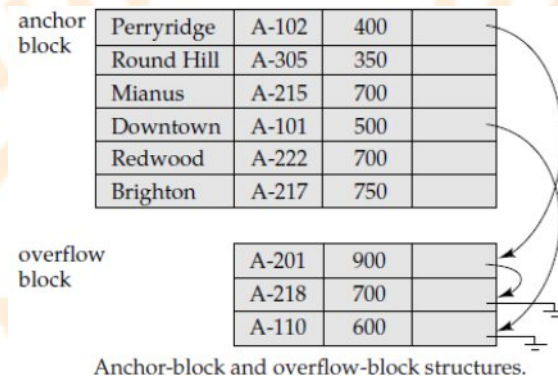 anchor block
Perryridge A-102 400
Round Hill A-305 350
Mianus A-215 700
Downtown A-101 500
Redwood A-222 700
Brighton A-217 750
overflow block
A-201 900
A-218 700
A-110 600
Anchor-block and overflow-block structures.